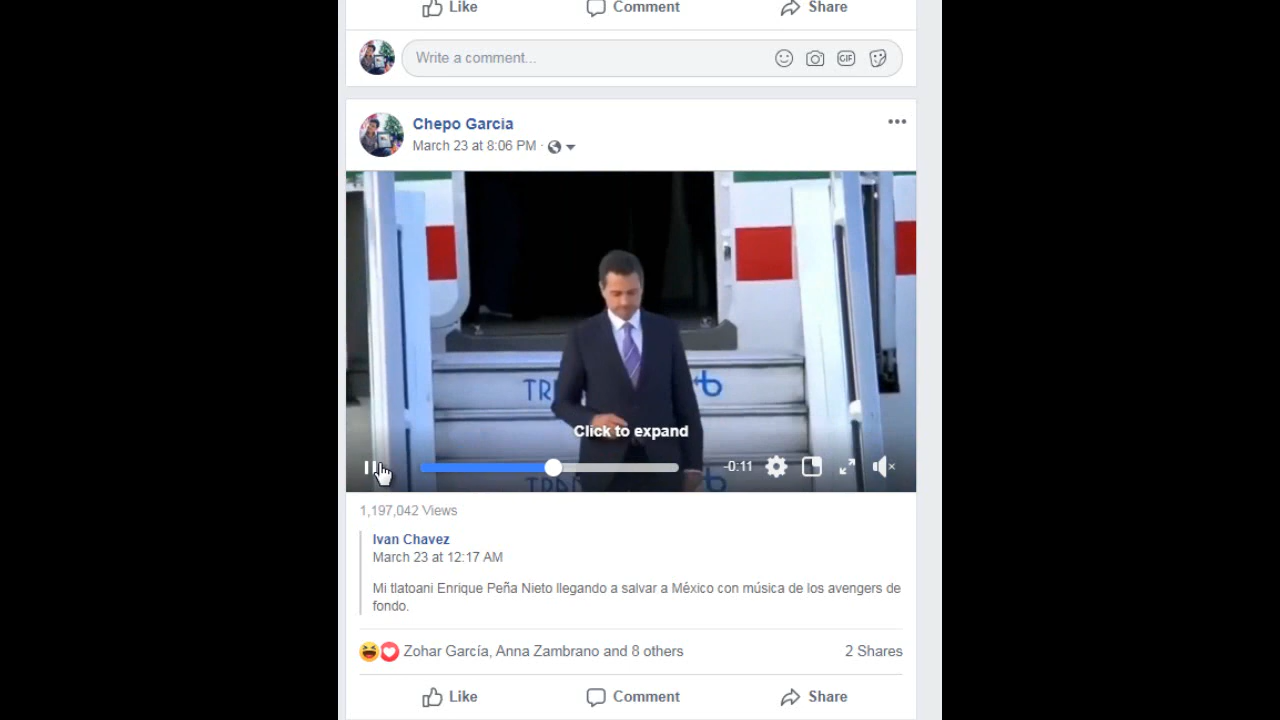 Like Comment Share
Write a comment...
GIF
Chepo Garcia
March 23 at 8:06 PM ·
Click to expand
-0:11
1,197,042 Views
Ivan Chavez
March 23 at 12:17 AM
Mi tlatoani Enrique Peña Nieto llegando a salvar a México con música de los avengers de
fondo.
Zohar García, Anna Zambrano and 8 others 2 Shares
Like Comment Share